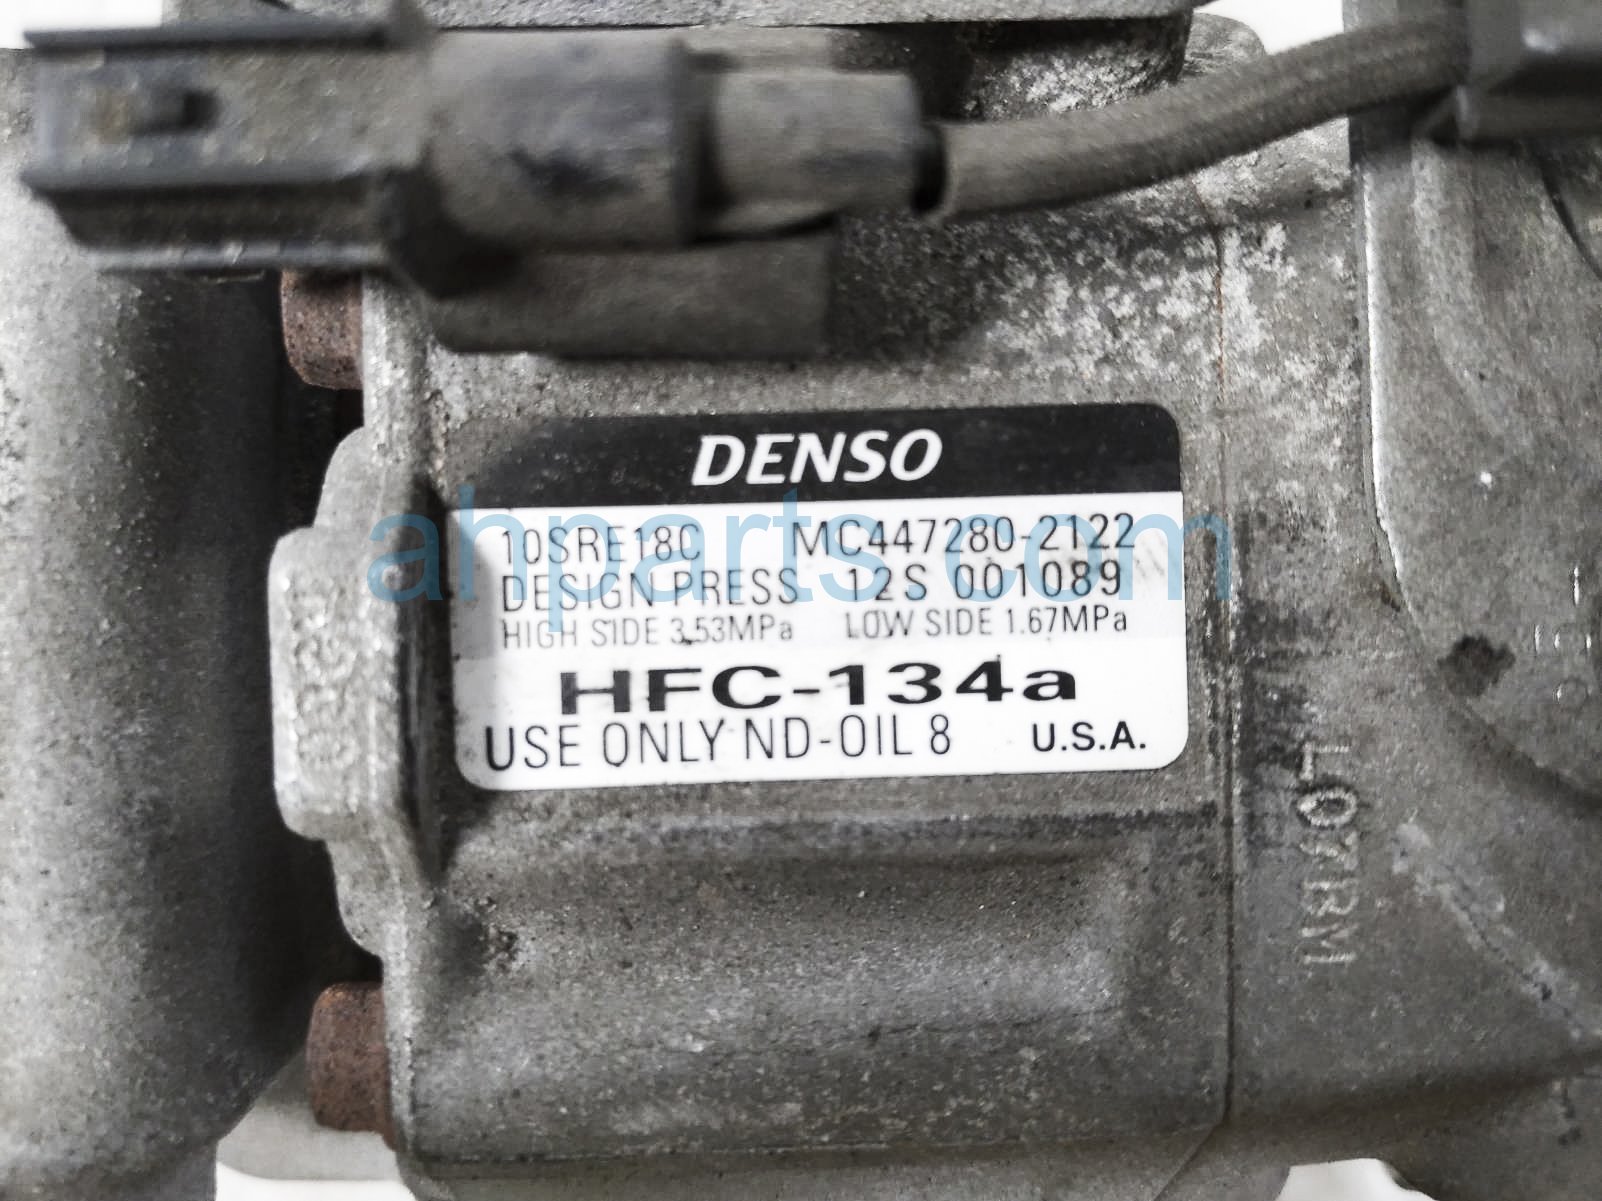 DENSO
10SRE18C MC447280-2122
DESIGN PRESS 12S 001089
HIGH SIDE 3.53MPa LOW SIDE 1.67MPa
HFC-134a
USE ONLY ND-OIL 8 U.S.A.
ahparts.com
L071RM